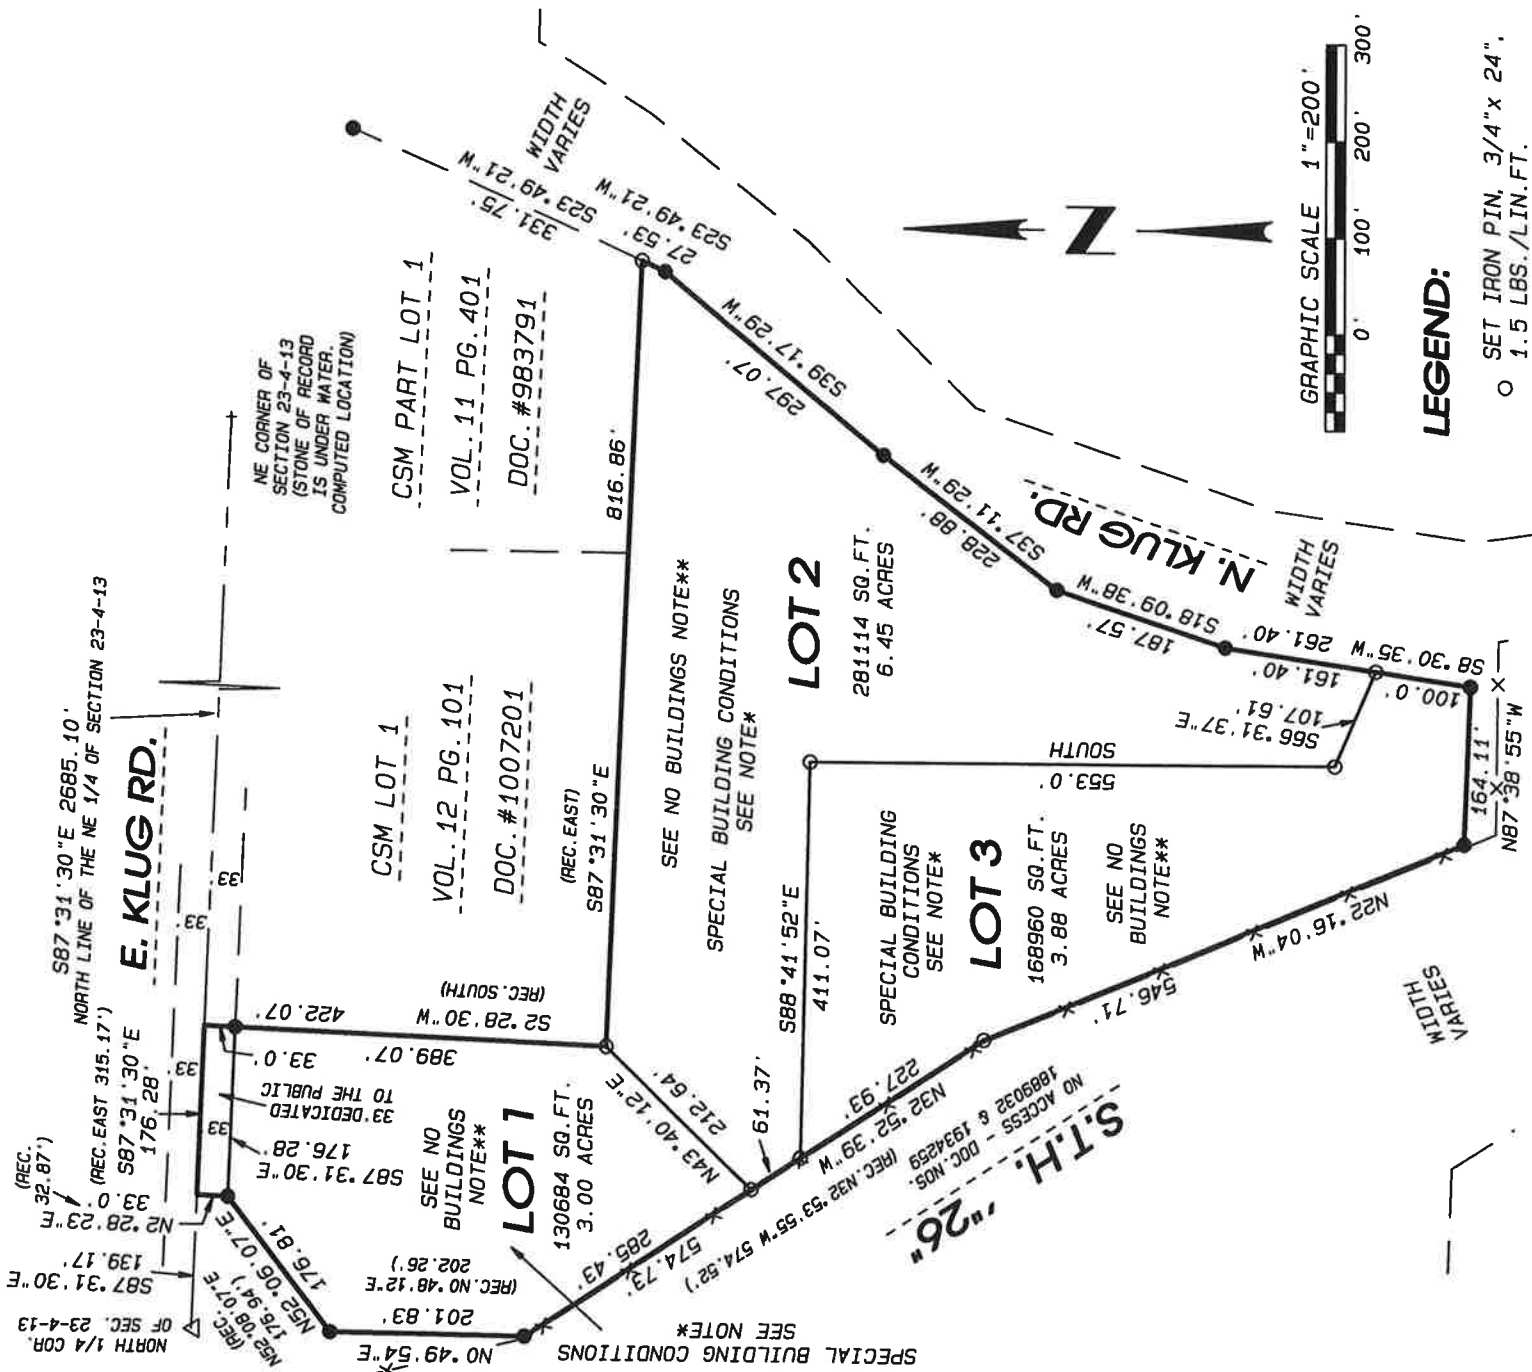 NORTH 1/4 COR.
OF SEC. 23-4-13
S87°31'30"E
139.17'
N2°28'23"E
33.0'
(REC.
32.87')
(REC. EAST 315.17')
S87°31'30"E
176.28'
S87°31'30"E 2685.10'
NORTH LINE OF THE NE 1/4 OF SECTION 23-4-13
E. KLUG RD.
33'
33'
33'
33'
33' DEDICATED
TO THE PUBLIC
33.0'
S87°31'30"E
176.28'
N52°06'07"E
176.81'
(REC.
N52°08'07"E
176.94')
NE CORNER OF
SECTION 23-4-13
(STONE OF RECORD
IS UNDER WATER.
COMPUTED LOCATION)
CSM PART LOT 1
VOL. 11 PG. 401
DOC. #983791
CSM LOT 1
VOL. 12 PG. 101
DOC. #1007201
S2°28'30"W
(REC. SOUTH)
422.07'
389.07'
(REC. EAST)
S87°31'30"E
816.86'
331.75'
S23°49'21"W
WIDTH
VARIES
27.53'
S23°49'21"W
SEE NO
BUILDINGS
NOTE**
LOT 1
130684 SQ.FT.
3.00 ACRES
N0°49'54"E
201.83'
(REC. N0°48'12"E
202.26')
SPECIAL BUILDING CONDITIONS
SEE NOTE*
N43°40'12"E
212.64'
285.43'
574.73'
61.37'
N32°52'39"W
227.93'
(REC. N32°53'55"W 574.52')
NO ACCESS - DOC. NOS.
1889032 & 1934259
S.T.H. "26"
SEE NO BUILDINGS NOTE**
SPECIAL BUILDING CONDITIONS
SEE NOTE*
LOT 2
281114 SQ.FT.
6.45 ACRES
297.07'
S39°17'29"W
228.88'
S37°11'29"W
N. KLUG RD.
WIDTH
VARIES
187.57'
S18°09'38"W
161.40'
261.40'
S8°30'35"W
100.0'
S66°31'37"E
107.61'
SOUTH
553.0'
S88°41'52"E
411.07'
SPECIAL BUILDING
CONDITIONS
SEE NOTE*
LOT 3
168960 SQ.FT.
3.88 ACRES
SEE NO
BUILDINGS
NOTE**
N22°16'04"W
546.71'
164.11'
N87°38'55"W
WIDTH
VARIES
N
GRAPHIC SCALE 1"=200'
0' 100' 200' 300'
LEGEND:
○ SET IRON PIN, 3/4"x 24",
1.5 LBS./LIN.FT.